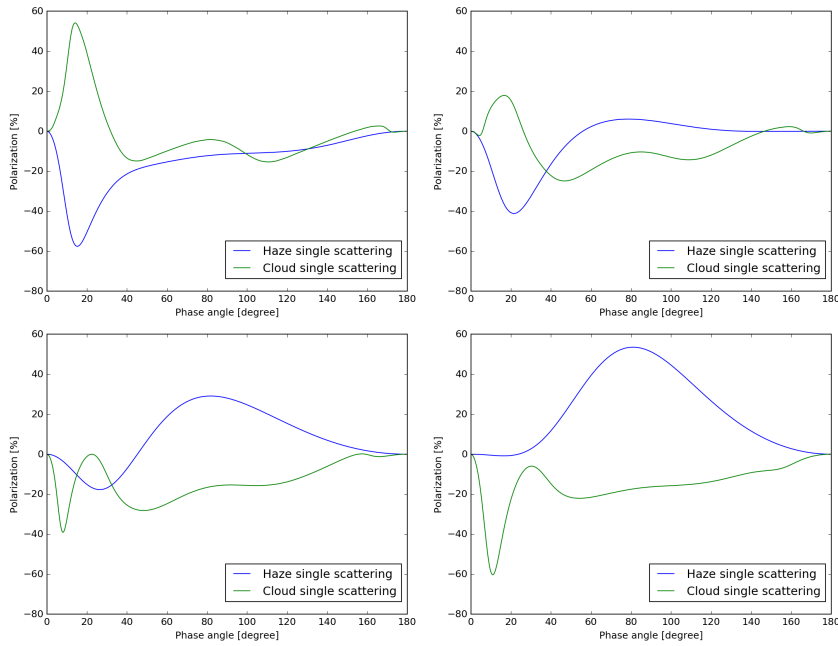 60
40
20
0
−20
−40
−60
−80
0 20 40 60 80 100 120 140 160 180
Polarization [%]
Phase angle [degree]
Haze single scattering
Cloud single scattering
60
40
20
0
−20
−40
−60
−80
0 20 40 60 80 100 120 140 160 180
Polarization [%]
Phase angle [degree]
Haze single scattering
Cloud single scattering
60
40
20
0
−20
−40
−60
−80
0 20 40 60 80 100 120 140 160 180
Polarization [%]
Phase angle [degree]
Haze single scattering
Cloud single scattering
60
40
20
0
−20
−40
−60
−80
0 20 40 60 80 100 120 140 160 180
Polarization [%]
Phase angle [degree]
Haze single scattering
Cloud single scattering